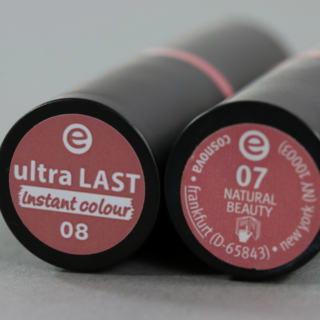 e
ultra LAST
instant colour
08
e
07
NATURAL
BEAUTY
cosnova • frankfurt (D-65843) • new york (NY 10003)